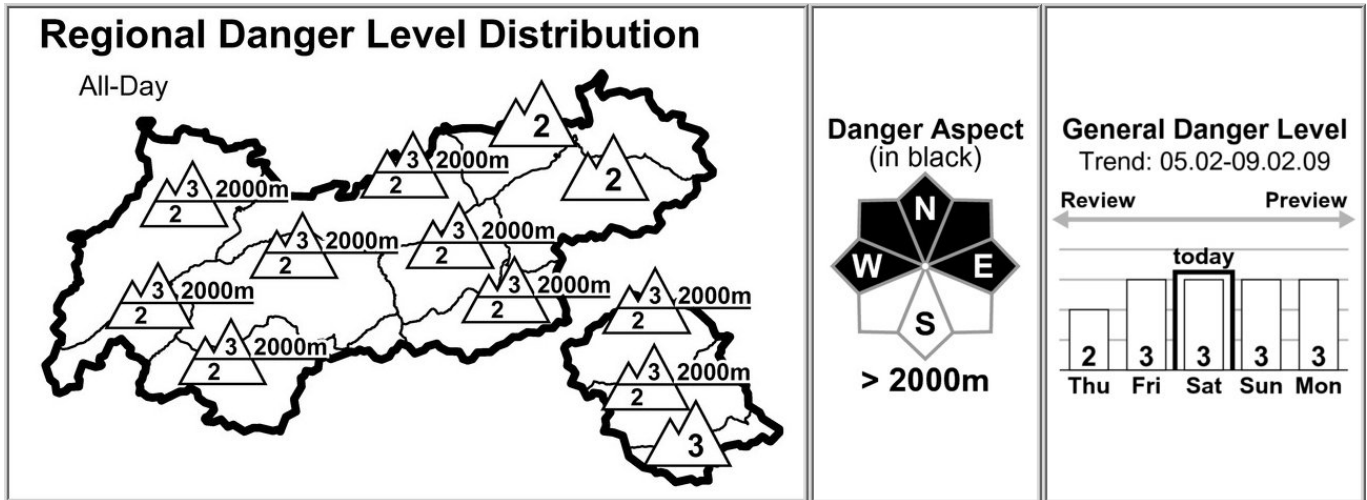 Regional Danger Level Distribution
All-Day
2
2
3 2000m
2
3 2000m
2
3 2000m
2
3 2000m
2
3 2000m
2
3 2000m
2
3 2000m
2
3 2000m
2
3 2000m
2
3
Danger Aspect
(in black)
N
W E
S
> 2000m
General Danger Level
Trend: 05.02-09.02.09
Review Preview
today
2 3 3 3 3
Thu Fri Sat Sun Mon